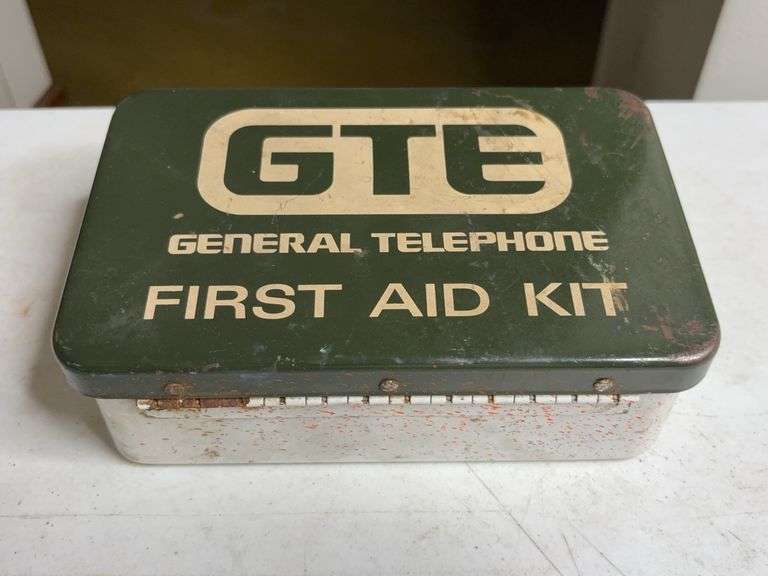 GTE
GENERAL TELEPHONE
FIRST AID KIT